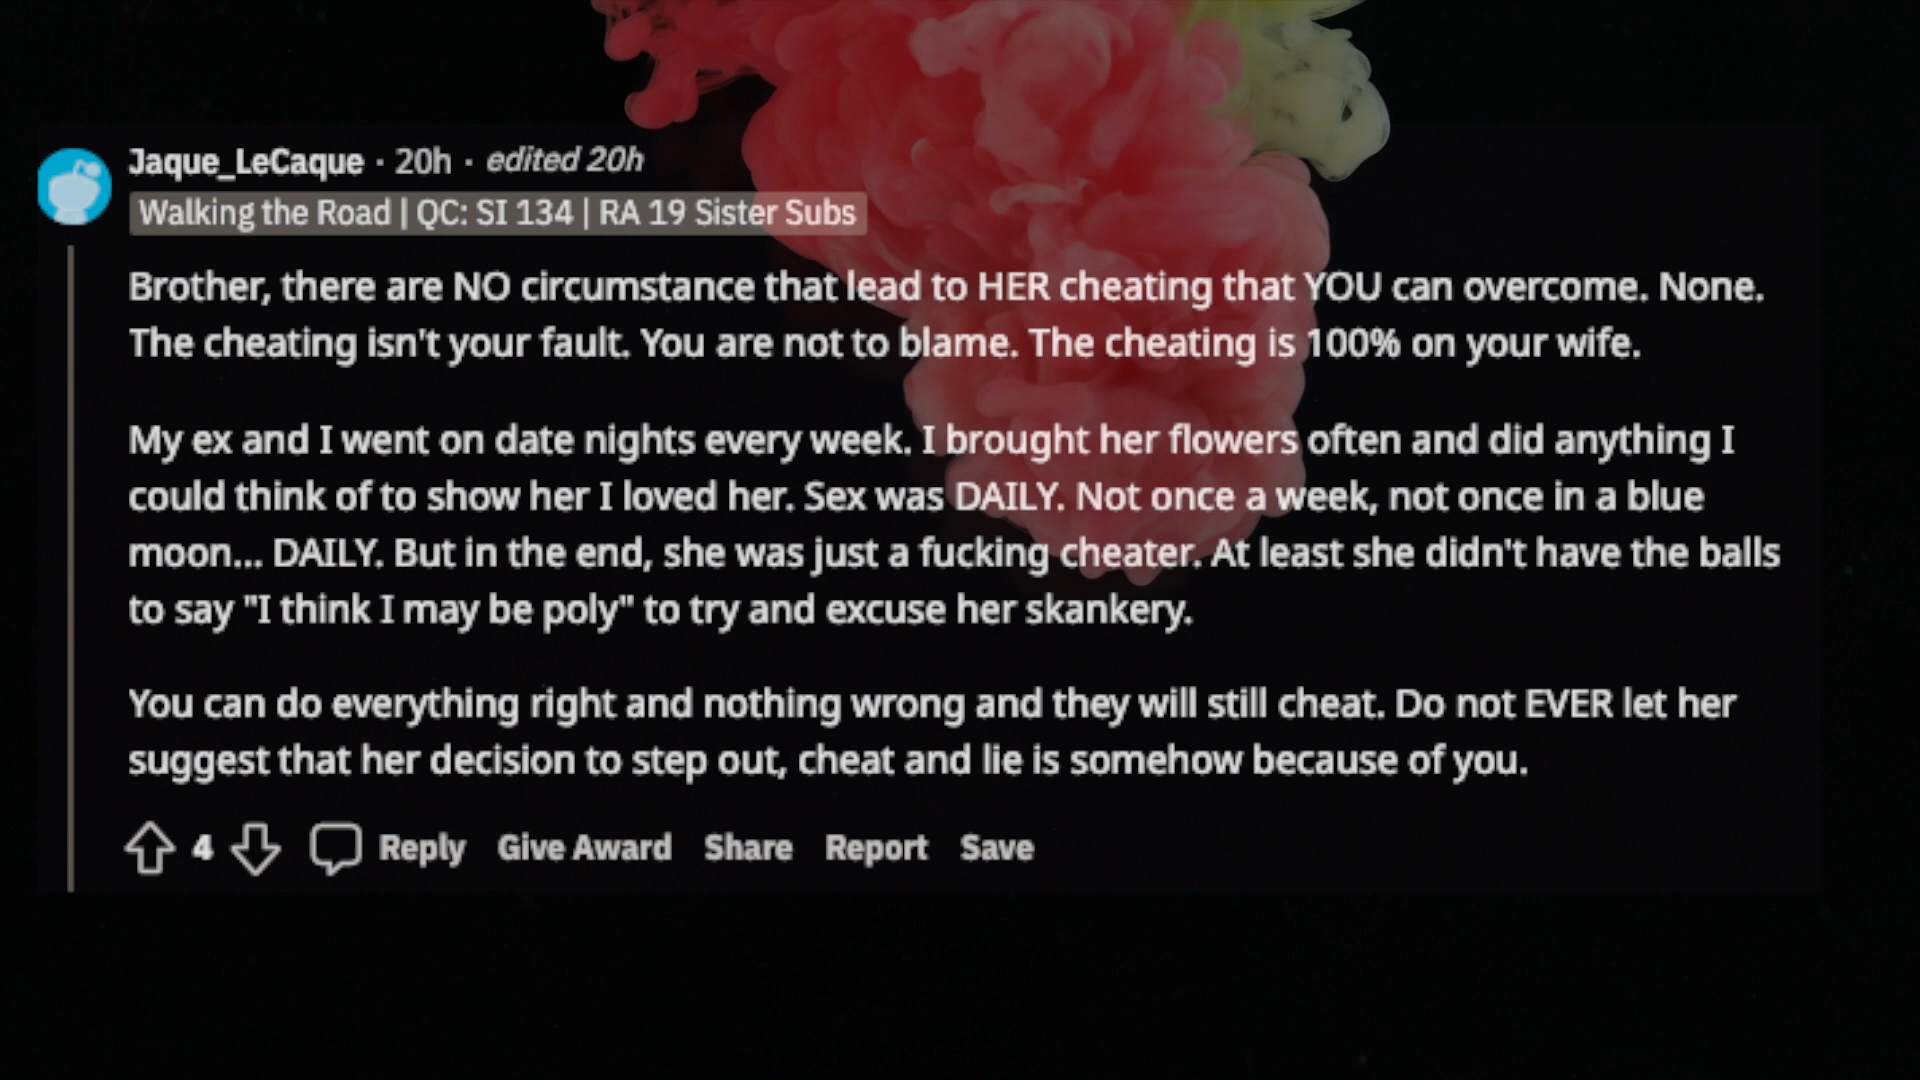 Jaque_LeCaque · 20h · edited 20h
Walking the Road | QC: SI 134 | RA 19 Sister Subs
Brother, there are NO circumstance that lead to HER cheating that YOU can overcome. None.
The cheating isn't your fault. You are not to blame. The cheating is 100% on your wife.
My ex and I went on date nights every week. I brought her flowers often and did anything I
could think of to show her I loved her. Sex was DAILY. Not once a week, not once in a blue
moon... DAILY. But in the end, she was just a fucking cheater. At least she didn't have the balls
to say "I think I may be poly" to try and excuse her skankery.
You can do everything right and nothing wrong and they will still cheat. Do not EVER let her
suggest that her decision to step out, cheat and lie is somehow because of you.
4 Reply Give Award Share Report Save